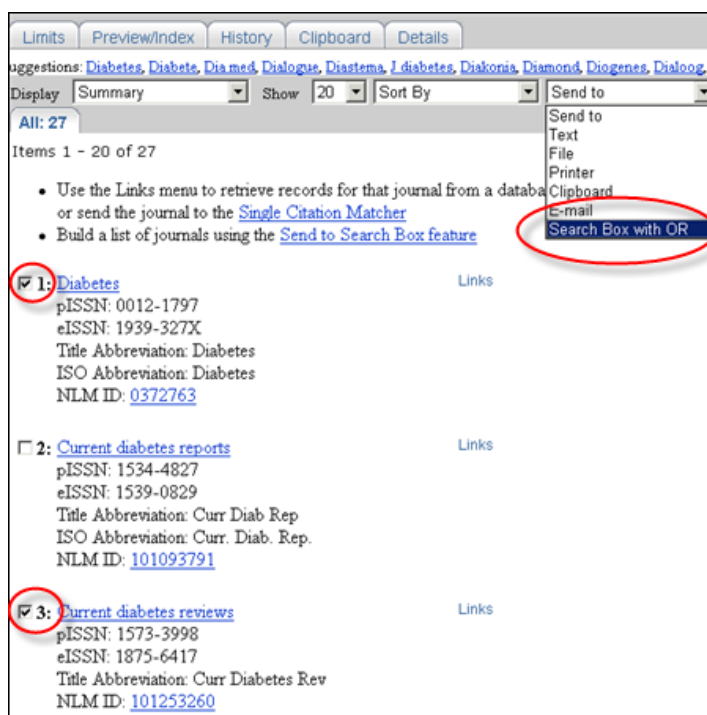 Limits Preview/Index History Clipboard Details
uggestions: Diabetes, Diabete, Dia med, Dialogue, Diastema, J diabetes, Diakonia, Diamond, Diogenes, Dialoog,
Display Summary Show 20 Sort By Send to
All: 27
Send to
Text
File
Printer
Clipboard
E-mail
Search Box with OR
Items 1 - 20 of 27
• Use the Links menu to retrieve records for that journal from a databa
or send the journal to the Single Citation Matcher
• Build a list of journals using the Send to Search Box feature
1: Diabetes Links
pISSN: 0012-1797
eISSN: 1939-327X
Title Abbreviation: Diabetes
ISO Abbreviation: Diabetes
NLM ID: 0372763
2: Current diabetes reports Links
pISSN: 1534-4827
eISSN: 1539-0829
Title Abbreviation: Curr Diab Rep
ISO Abbreviation: Curr. Diab. Rep.
NLM ID: 101093791
3: Current diabetes reviews Links
pISSN: 1573-3998
eISSN: 1875-6417
Title Abbreviation: Curr Diabetes Rev
NLM ID: 101253260